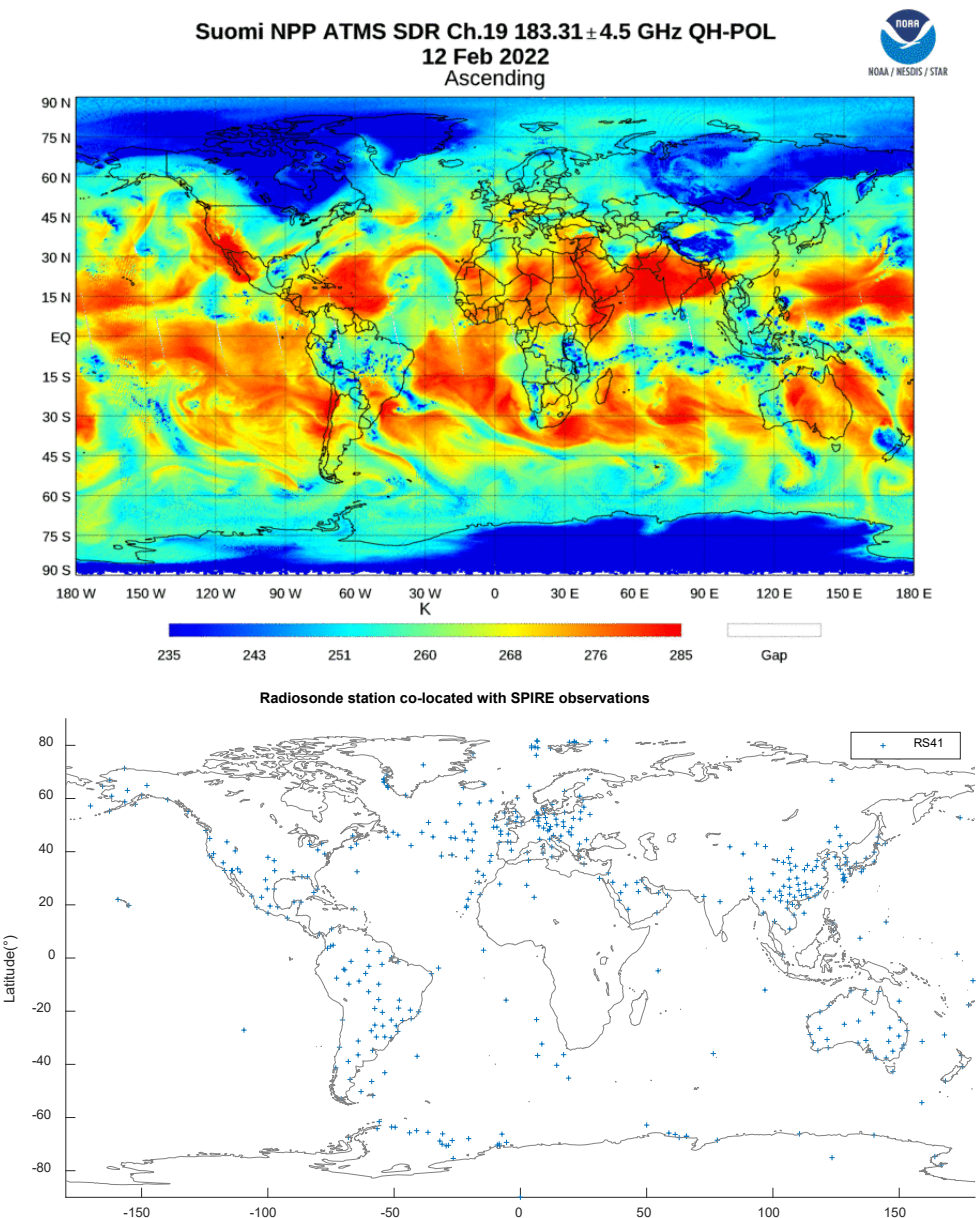 Suomi NPP ATMS SDR Ch.19 183.31±4.5 GHz QH-POL
12 Feb 2022
Ascending
NOAA
NOAA / NESDIS / STAR
90 N
75 N
60 N
45 N
30 N
15 N
EQ
15 S
30 S
45 S
60 S
75 S
90 S
180 W 150 W 120 W 90 W 60 W 30 W 0 30 E 60 E 90 E 120 E 150 E 180 E
K
235 243 251 260 268 276 285 Gap
Radiosonde station co-located with SPIRE observations
RS41
80
60
40
20
0
-20
-40
-60
-80
Latitude(°)
-150 -100 -50 0 50 100 150